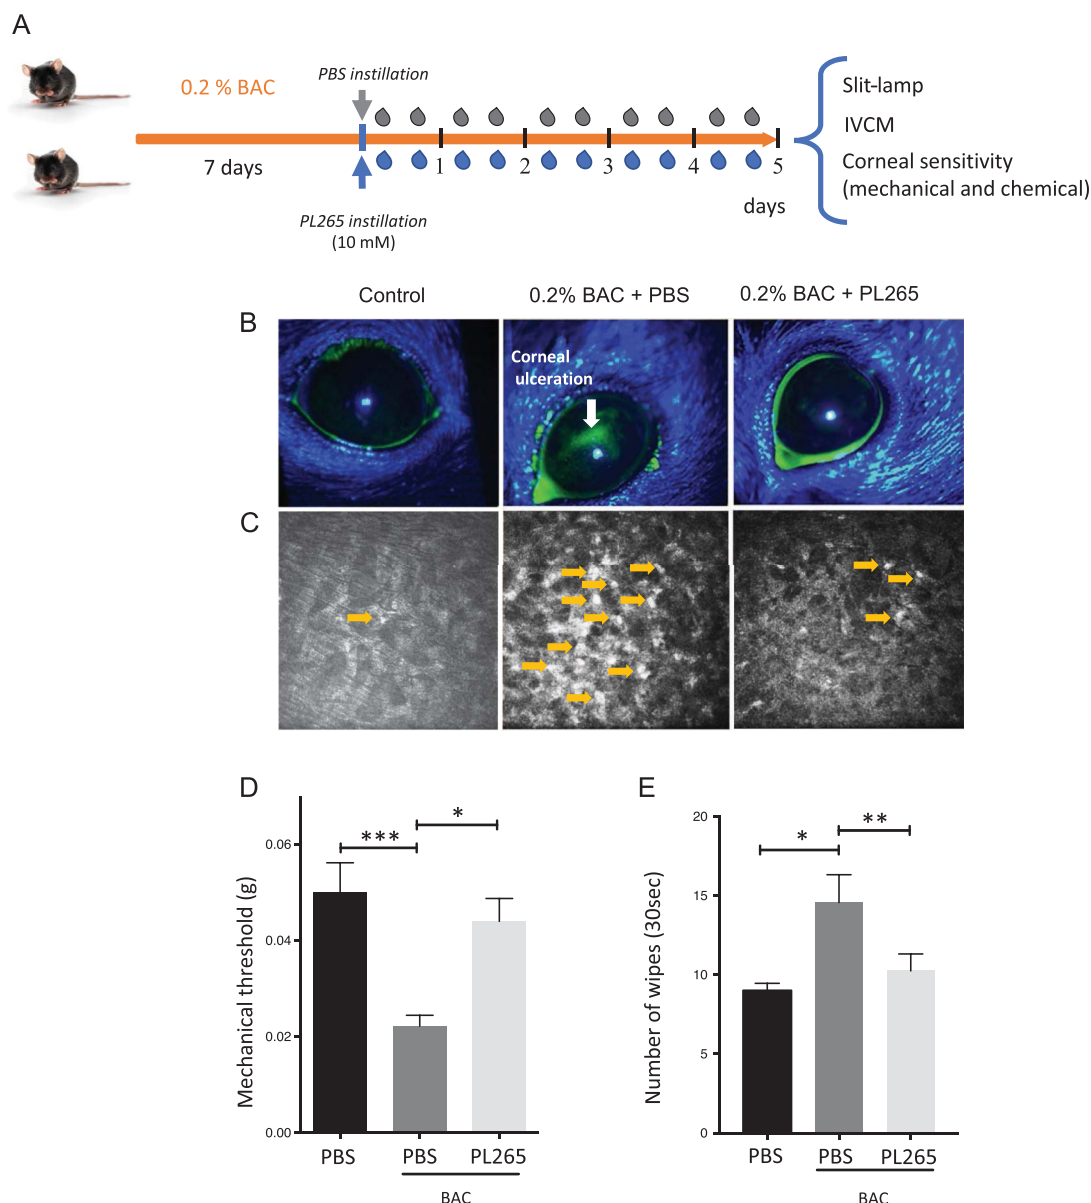 A
0.2 % BAC
PBS instillation
7 days
1
2
3
4
5
days
PL265 instillation
(10 mM)
Slit-lamp
IVCM
Corneal sensitivity
(mechanical and chemical)
Control
0.2% BAC + PBS
0.2% BAC + PL265
B
Corneal
ulceration
C
D
Mechanical threshold (g)
0.06
0.04
0.02
0.00
***
*
PBS
PBS
PL265
BAC
E
Number of wipes (30sec)
20
15
10
5
0
*
**
PBS
PBS
PL265
BAC